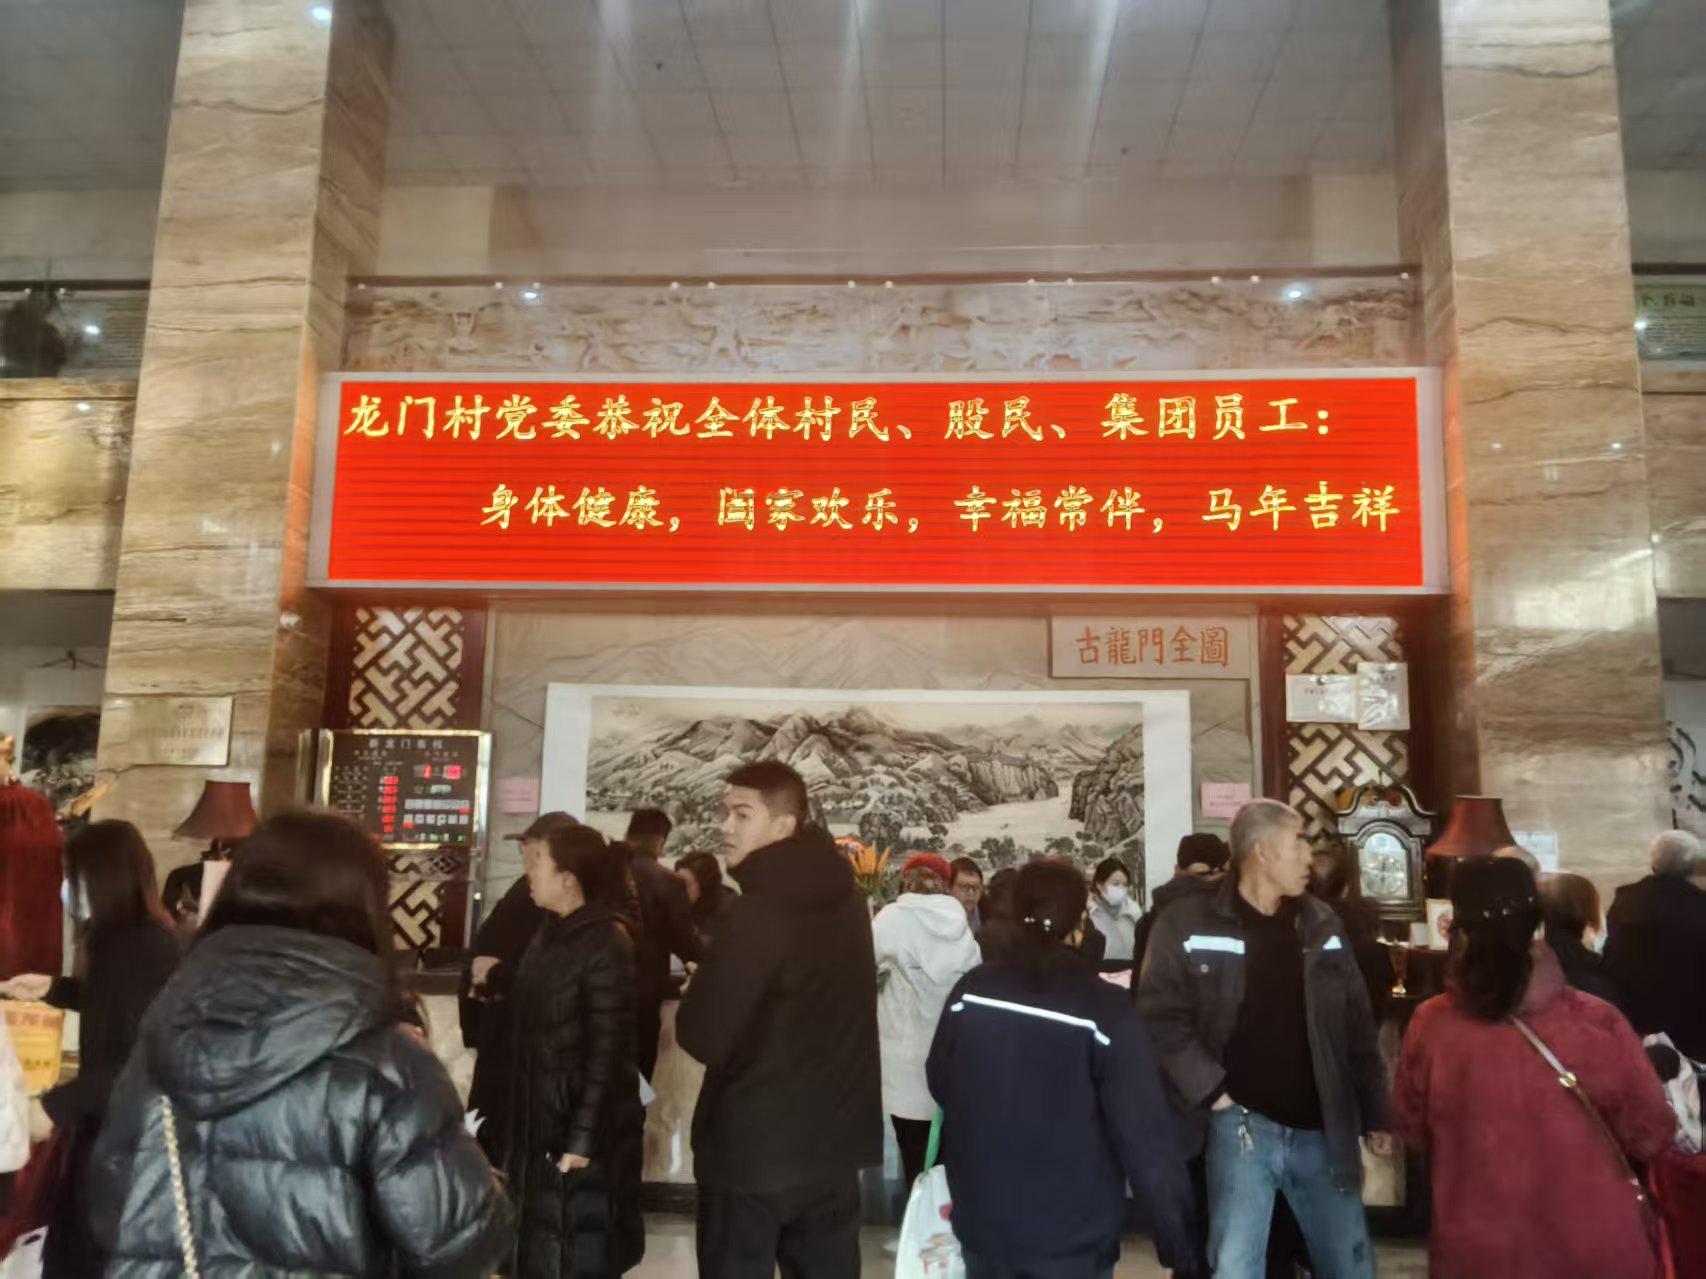 龙门村党委恭祝全体村民、股民、集团员工：
身体健康，阖家欢乐，幸福常伴，马年吉祥
古龍門全圖